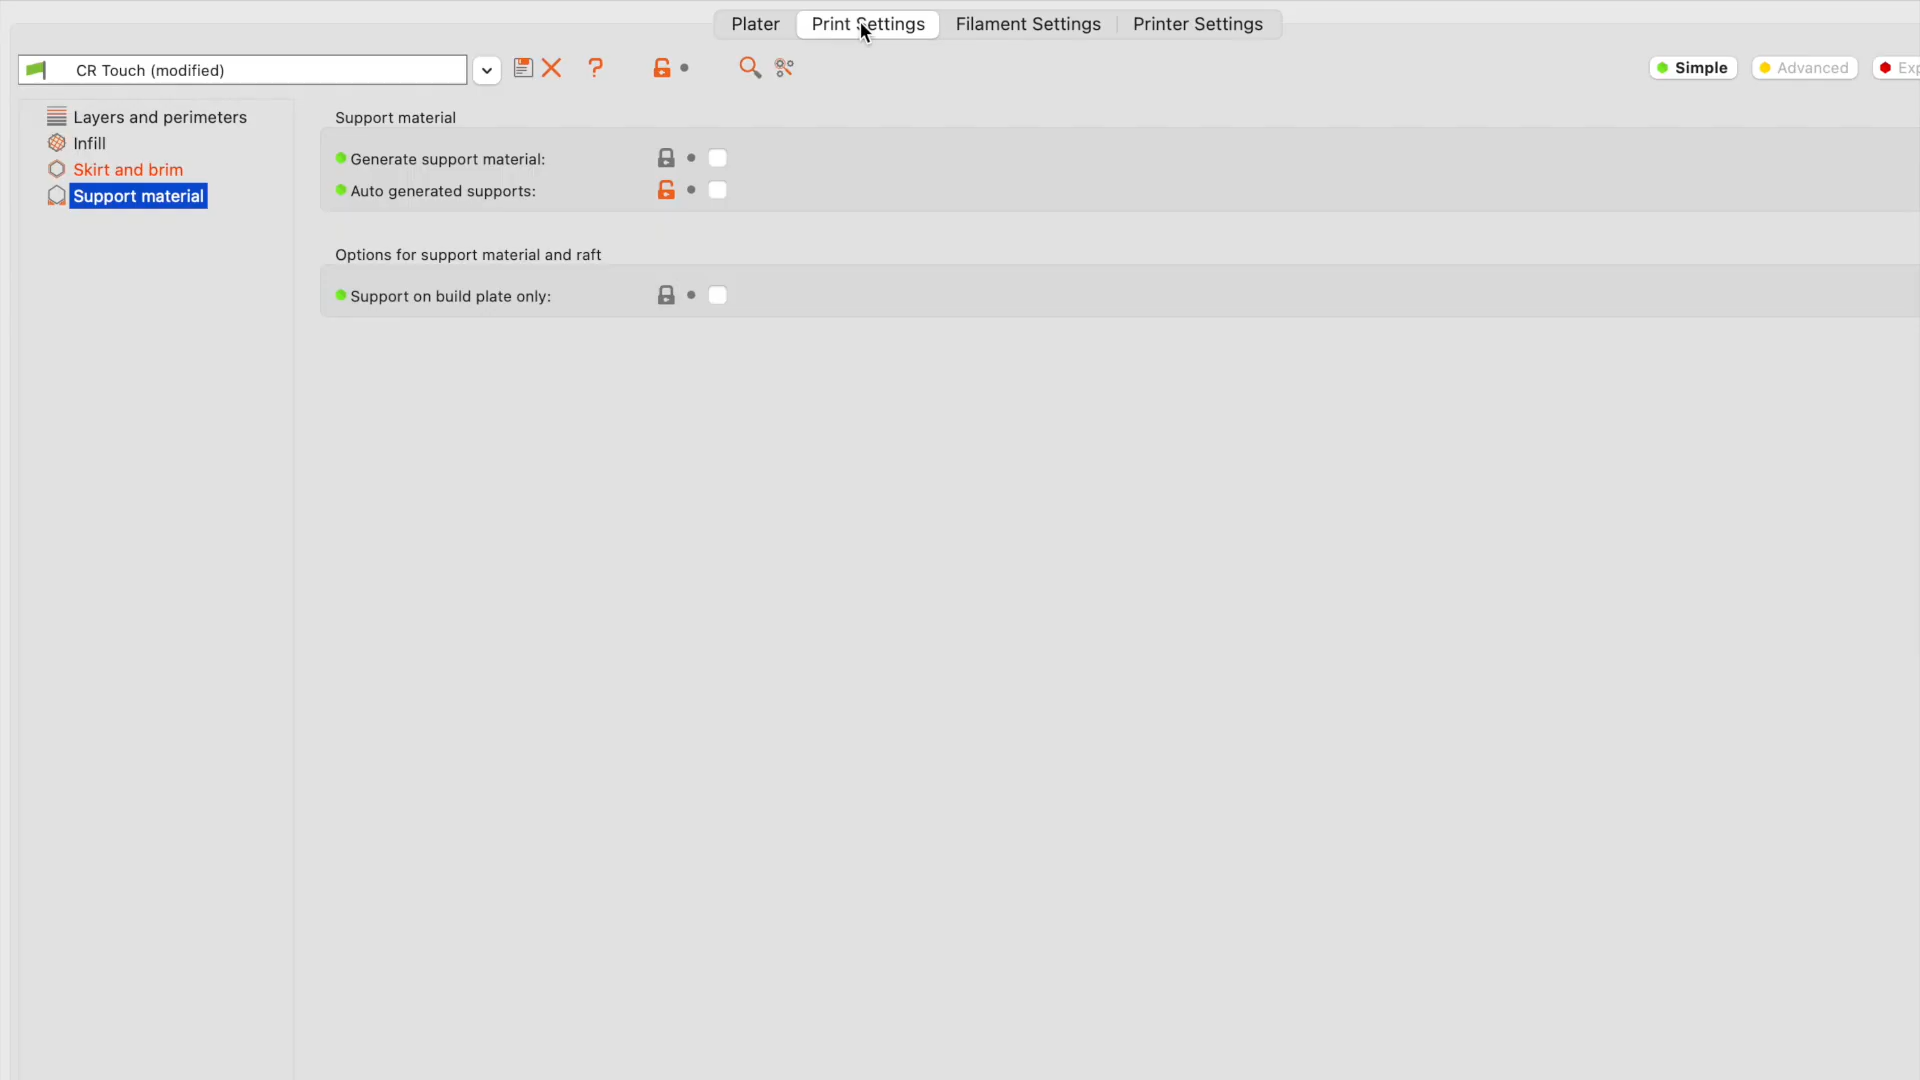 Plater
Print Settings
Filament Settings
Printer Settings
CR Touch (modified)
?
Simple
Advanced
Layers and perimeters
Infill
Skirt and brim
Support material
Support material
Generate support material:
Auto generated supports:
Options for support material and raft
Support on build plate only: